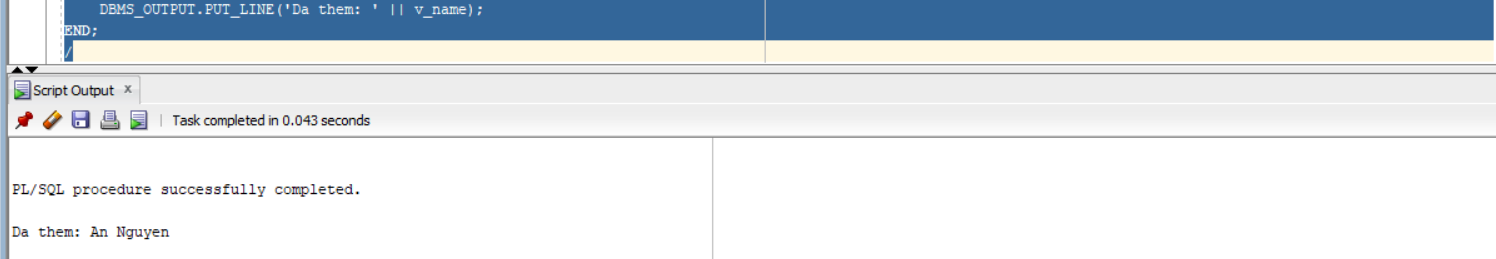 DBMS_OUTPUT.PUT_LINE('Da them: ' || v_name);
END;
/
Script Output x
Task completed in 0.043 seconds
PL/SQL procedure successfully completed.
Da them: An Nguyen